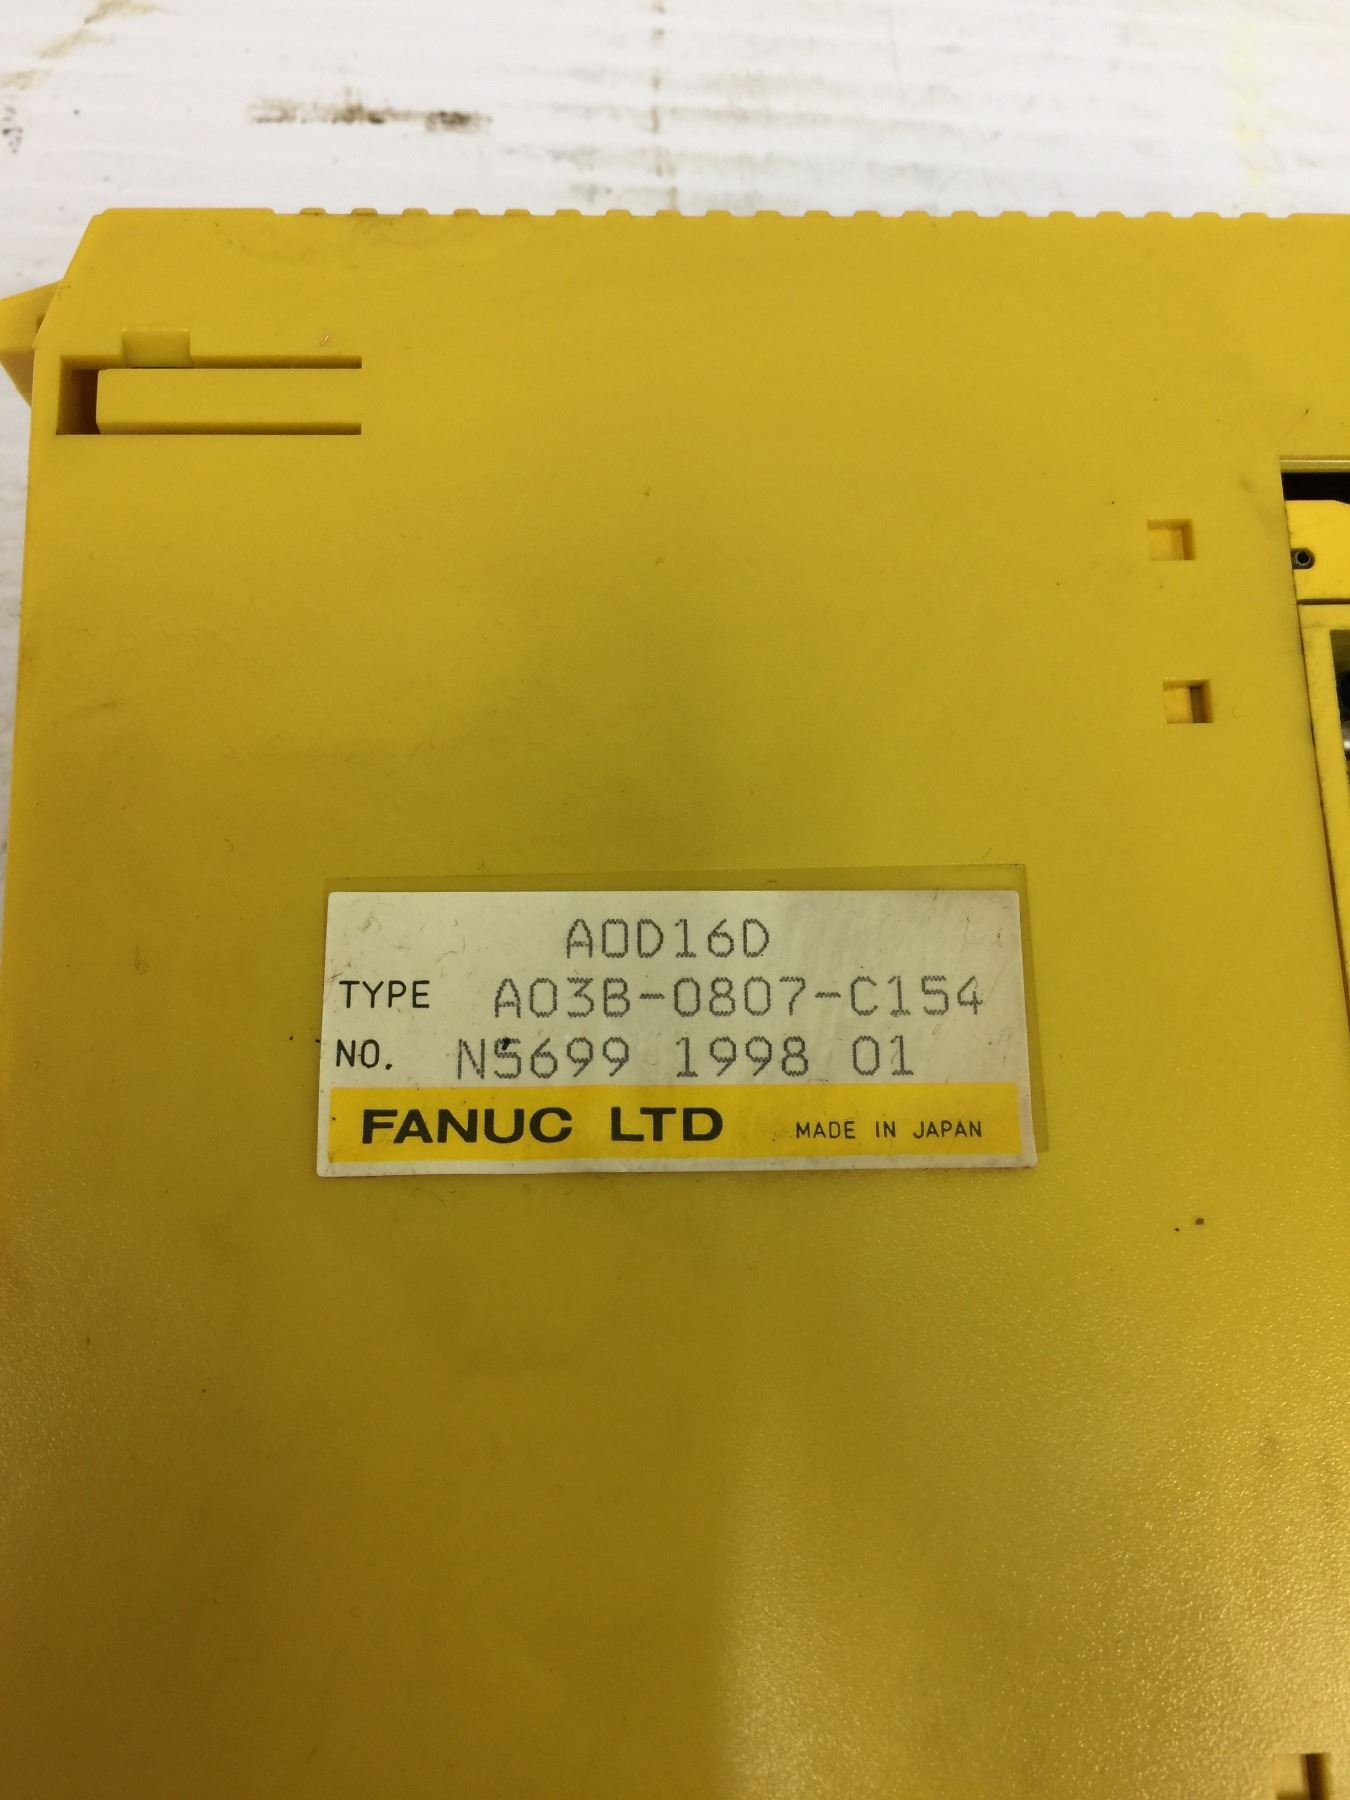 AOD16D
TYPE A03B-0807-C154
NO. N5699 1998 01
FANUC LTD MADE IN JAPAN